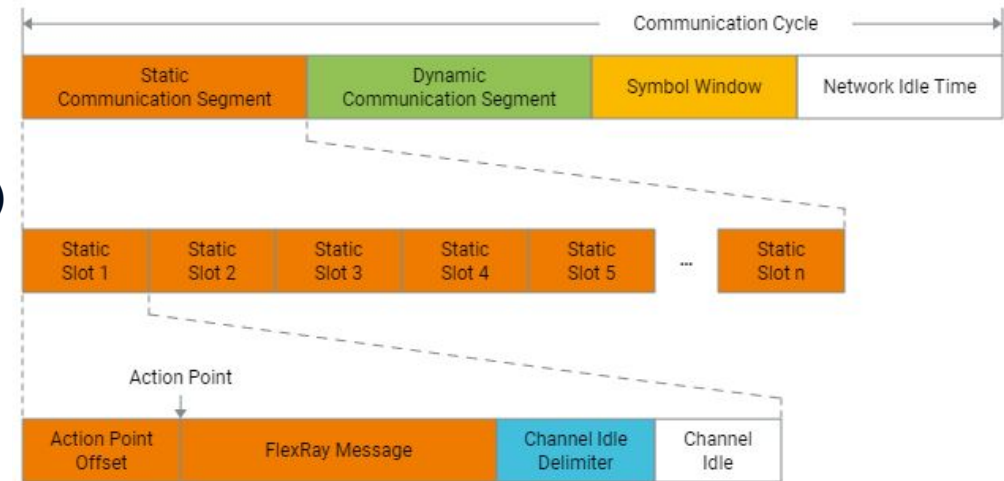 Communication Cycle
Static
Communication Segment
Dynamic
Communication Segment
Symbol Window
Network Idle Time
)
Static
Slot 1
Static
Slot 2
Static
Slot 3
Static
Slot 4
Static
Slot 5
...
Static
Slot n
Action Point
Action Point
Offset
FlexRay Message
Channel Idle
Delimiter
Channel
Idle